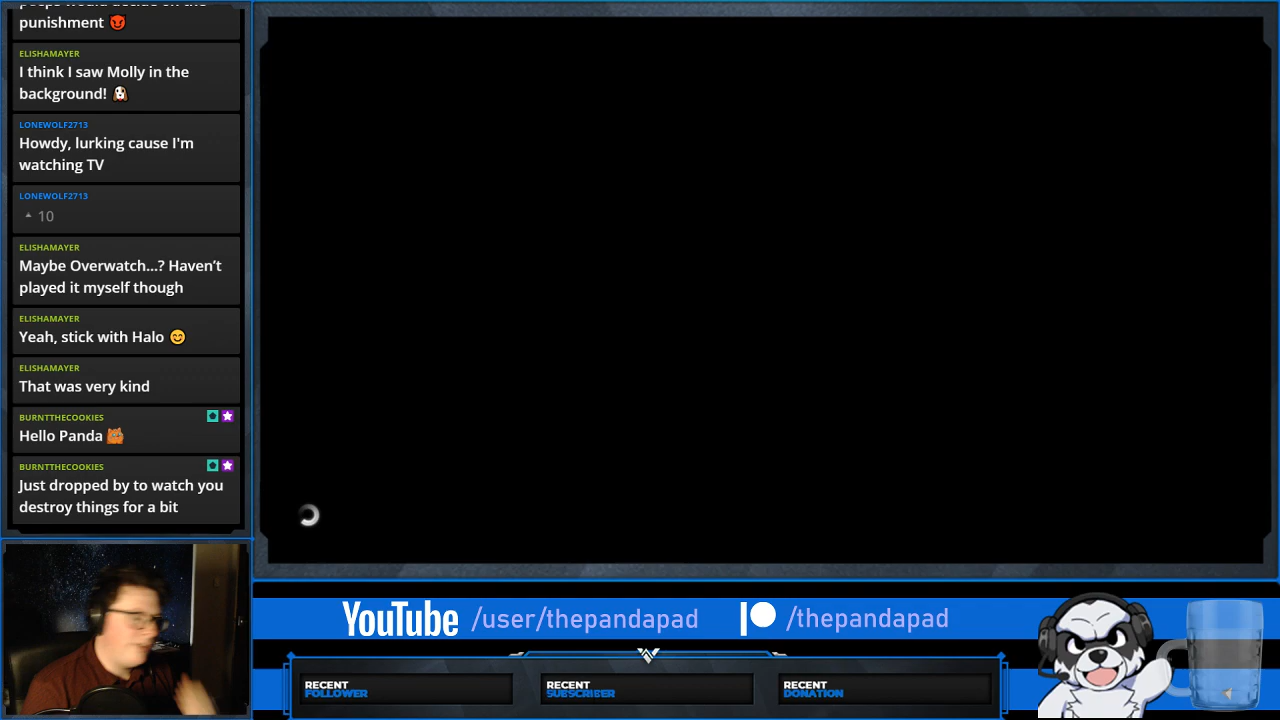 punishment 😈
ELISHAMAYER
I think I saw Molly in the
background! 🐶
LONEWOLF2713
Howdy, lurking cause I'm
watching TV
LONEWOLF2713
10
ELISHAMAYER
Maybe Overwatch...? Haven't
played it myself though
ELISHAMAYER
Yeah, stick with Halo 😊
ELISHAMAYER
That was very kind
BURNTTHECOOKIES
Hello Panda
BURNTTHECOOKIES
Just dropped by to watch you
destroy things for a bit
YouTube /user/thepandapad
/thepandapad
RECENT
FOLLOWER
RECENT
SUBSCRIBER
RECENT
DONATION